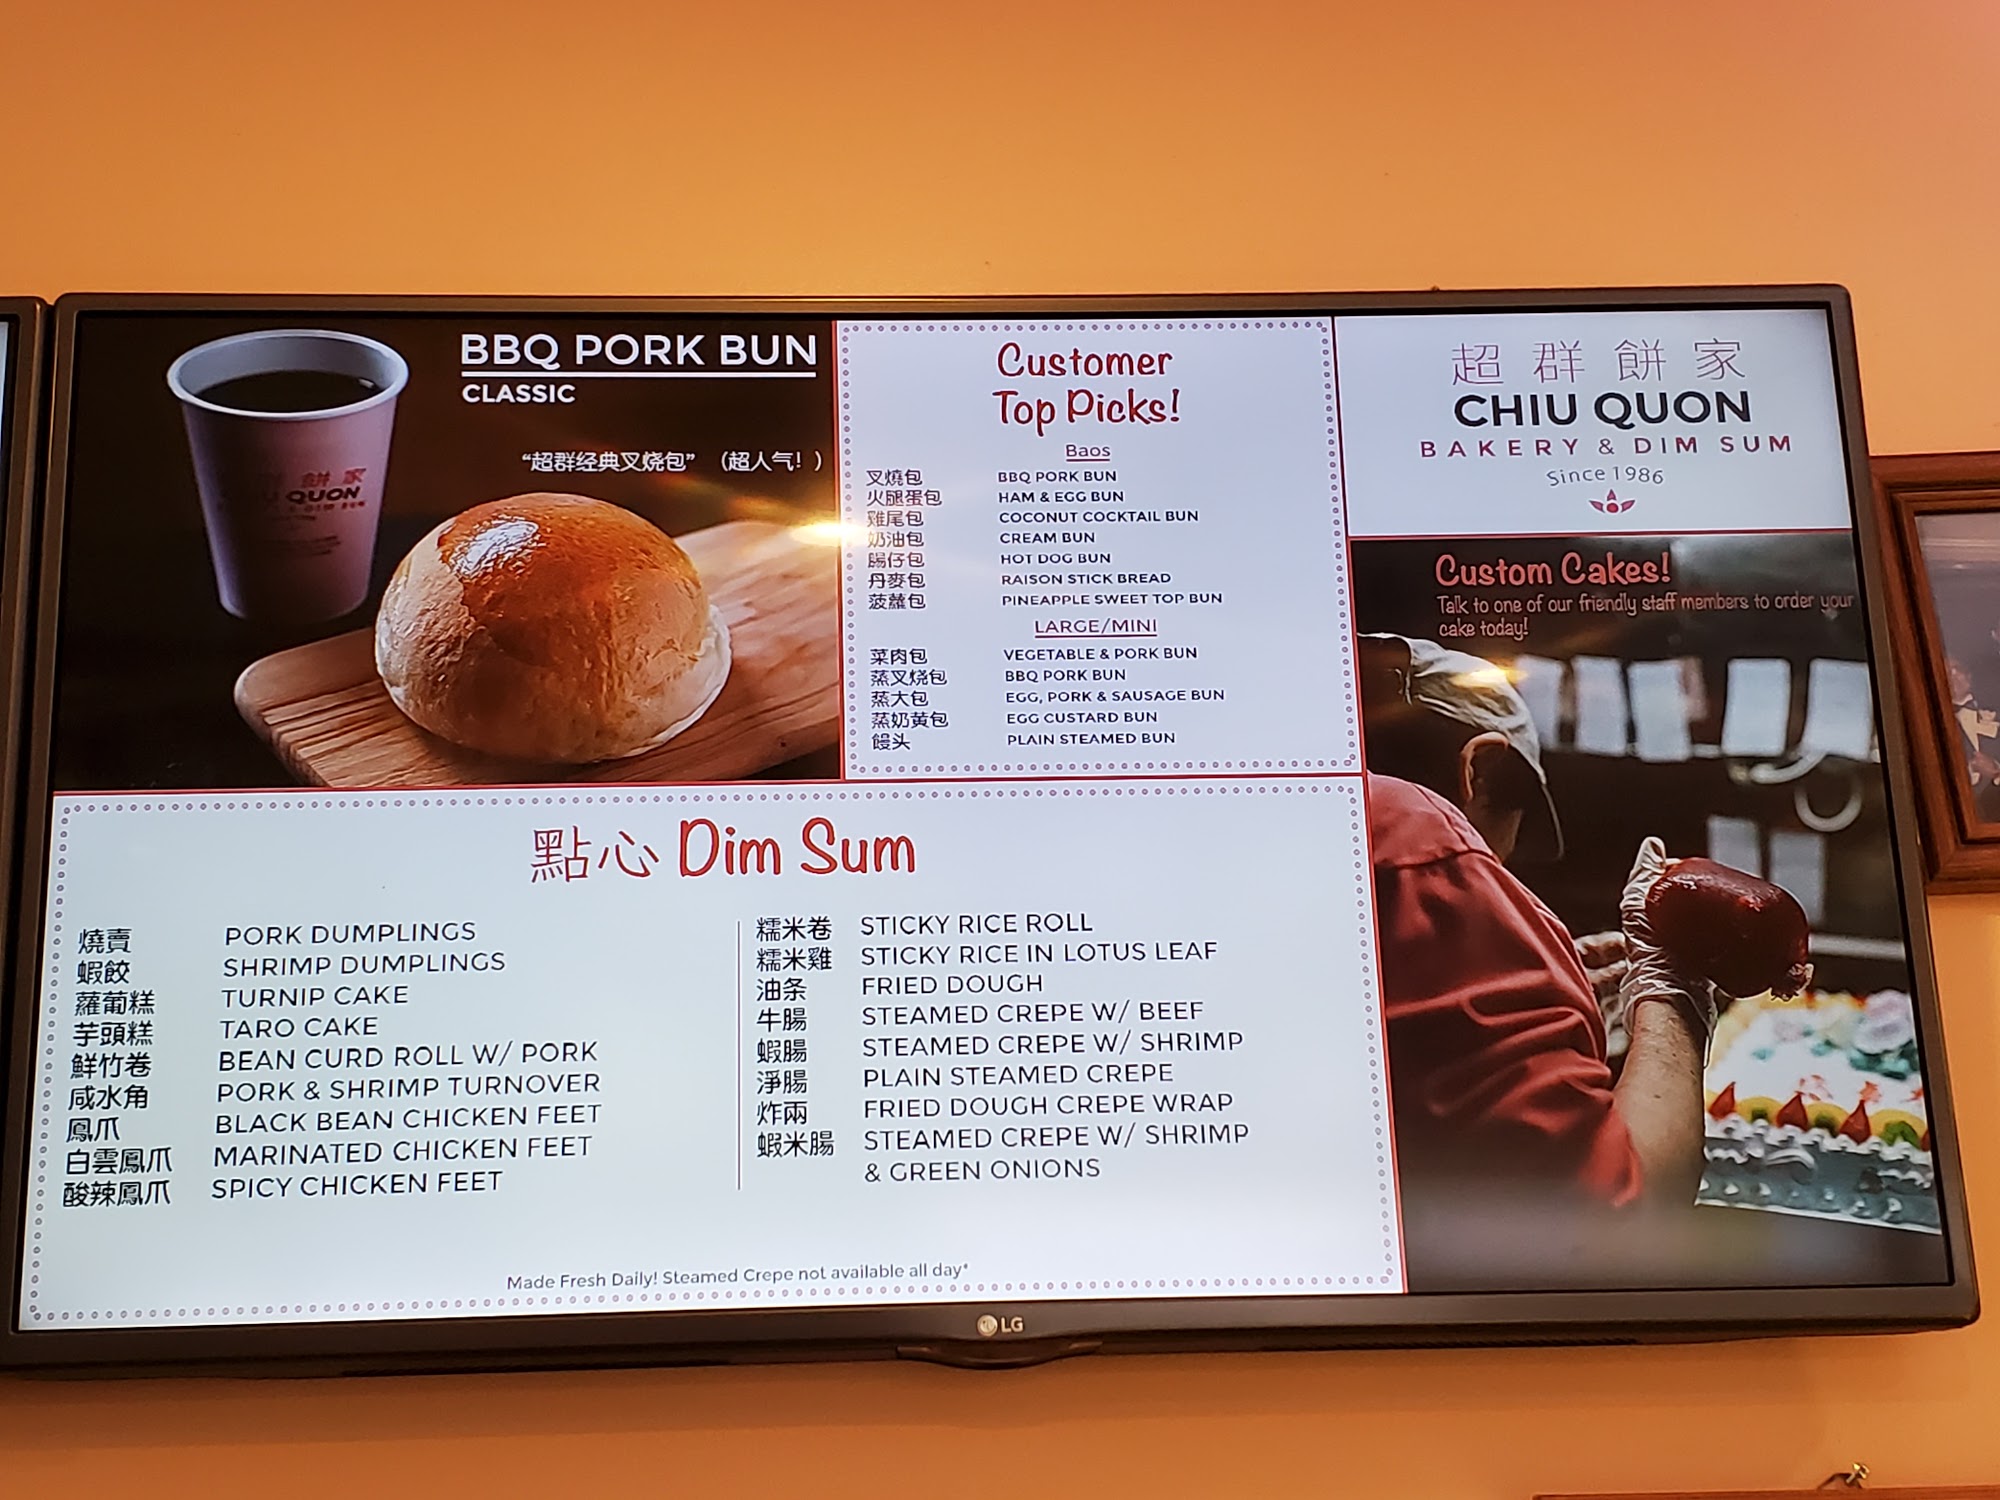 BBQ PORK BUN
CLASSIC
“超群经典叉烧包” （超人气！）
群 餅 家
QUON
Customer
Top Picks!
Baos
叉燒包 BBQ PORK BUN
火腿蛋包 HAM & EGG BUN
雞尾包 COCONUT COCKTAIL BUN
奶油包 CREAM BUN
腸仔包 HOT DOG BUN
丹麥包 RAISON STICK BREAD
菠蘿包 PINEAPPLE SWEET TOP BUN
LARGE/MINI
菜肉包 VEGETABLE & PORK BUN
蒸叉烧包 BBQ PORK BUN
蒸大包 EGG, PORK & SAUSAGE BUN
蒸奶黄包 EGG CUSTARD BUN
馒头 PLAIN STEAMED BUN
超群餅家
CHIU QUON
BAKERY & DIM SUM
Since 1986
Custom Cakes!
Talk to one of our friendly staff members to order your
cake today!
點心 Dim Sum
燒賣 PORK DUMPLINGS
蝦餃 SHRIMP DUMPLINGS
蘿葡糕 TURNIP CAKE
芋頭糕 TARO CAKE
鮮竹卷 BEAN CURD ROLL W/ PORK
咸水角 PORK & SHRIMP TURNOVER
鳳爪 BLACK BEAN CHICKEN FEET
白雲鳳爪 MARINATED CHICKEN FEET
酸辣鳳爪 SPICY CHICKEN FEET
糯米卷 STICKY RICE ROLL
糯米雞 STICKY RICE IN LOTUS LEAF
油条 FRIED DOUGH
牛腸 STEAMED CREPE W/ BEEF
蝦腸 STEAMED CREPE W/ SHRIMP
淨腸 PLAIN STEAMED CREPE
炸兩 FRIED DOUGH CREPE WRAP
蝦米腸 STEAMED CREPE W/ SHRIMP
& GREEN ONIONS
Made Fresh Daily! Steamed Crepe not available all day*
LG